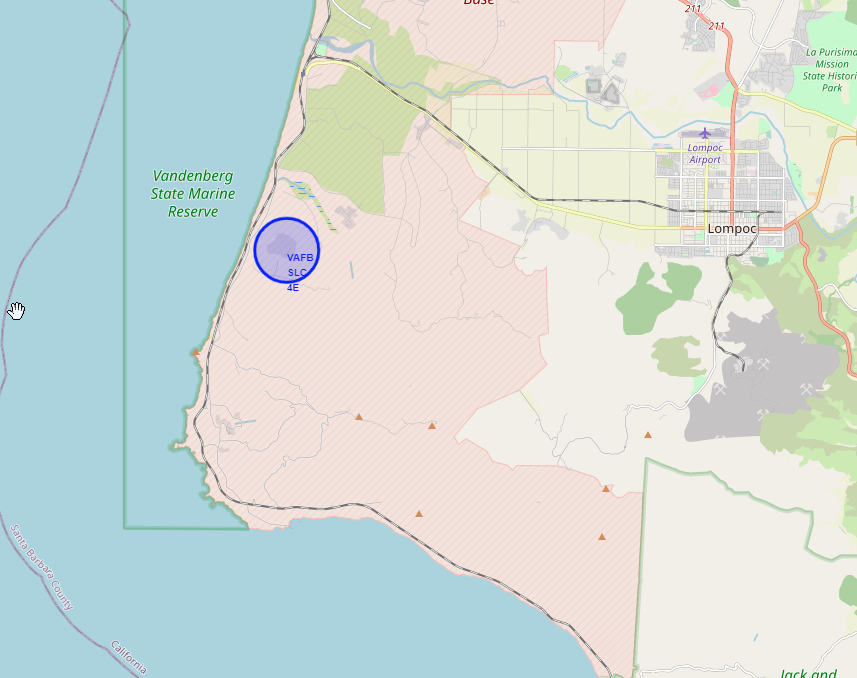 Base
211
211
La Purisima
Mission
State Histori
Park
Vandenberg
State Marine
Reserve
Lompoc
Airport
Lompoc
VAFB
SLC
4E
Santa Barbara County
California
Jack and